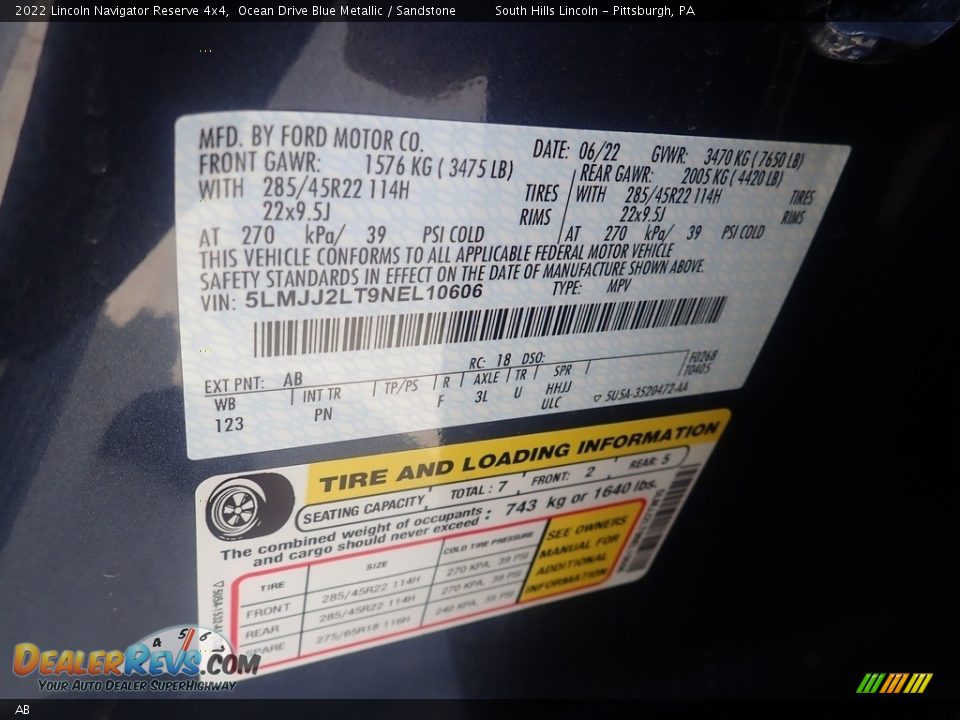 2022 Lincoln Navigator Reserve 4x4, Ocean Drive Blue Metallic / Sandstone South Hills Lincoln - Pittsburgh, PA
MFD. BY FORD MOTOR CO. DATE: 06/22 GVWR: 3470 KG ( 7650 LB)
FRONT GAWR: 1576 KG ( 3475 LB) REAR GAWR: 2005 KG ( 4420 LB)
WITH 285/45R22 114H TIRES WITH 285/45R22 114H TIRES
22x9.5J RIMS 22x9.5J RIMS
AT 270 kPa/ 39 PSI COLD AT 270 kPa/ 39 PSI COLD
THIS VEHICLE CONFORMS TO ALL APPLICABLE FEDERAL MOTOR VEHICLE
SAFETY STANDARDS IN EFFECT ON THE DATE OF MANUFACTURE SHOWN ABOVE.
VIN: 5LMJJ2LT9NEL10606 TYPE: MPV
EXT PNT: AB RC: 18 DSO: F0268
T0405
WB INT TR TP/PS R AXLE TR SPR
123 PN F 3L U HHJJ
ULC
5U5A-3520472-AA
TIRE AND LOADING INFORMATION
SEATING CAPACITY TOTAL: 7 FRONT: 2 REAR: 5
The combined weight of occupants : 743 kg or 1640 lbs.
and cargo should never exceed
TIRE SIZE COLD TIRE PRESSURE
FRONT 285/45R22 114H 270 KPA, 39 PSI
REAR 285/45R22 114H 270 KPA, 39 PSI
SPARE 275/65R18 116H 240 KPA, 35 PSI
SEE OWNERS
MANUAL FOR
ADDITIONAL
INFORMATION
4 5 6
DealerRevs.com
Your Auto Dealer SuperHighway
AB